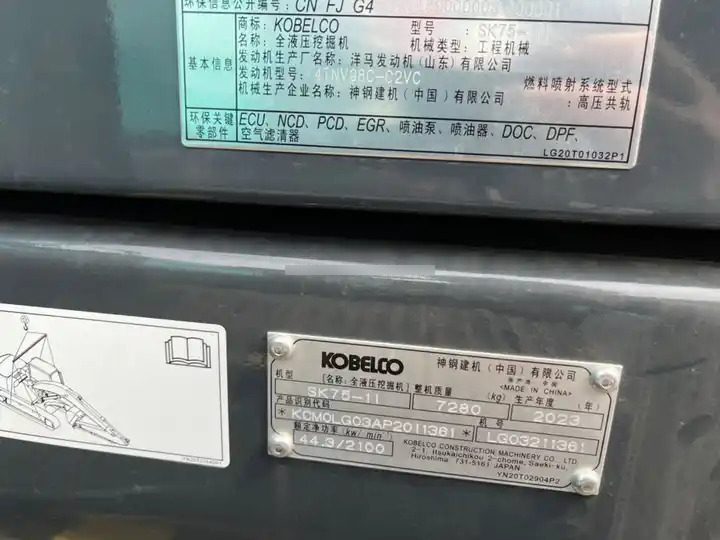 环保信息公开编号：CN FJ G4
商标：KOBELCO 型号：SK75-
名称：全液压挖掘机 机械类型：工程机械
基本信息
发动机生产厂：洋马发动机(山东)有限公司
发动机型号：4TNV98C-C2VC
燃料喷射系统型式
：高压共轨
机械生产企业名称：神钢建机(中国)有限公司
环保关键
零部件
ECU、NCD、PCD、EGR、喷油泵、喷油器、DOC、DPF、
空气滤清器
LG20T01032P1
KOBELCO 神钢建机(中国)有限公司
<MADE IN CHINA>
机型 [名称：全液压挖掘机] 整机质量 (kg) 生产年度 (年)
SK75-11 7280 2023
产品识别代码 机号
*KCM0LG03AP2011361* LG03211361
额定净功率(kw/min)
44.3/2100
KOBELCO CONSTRUCTION MACHINERY CO., LTD.
2-1, Itsukaichikou 2-chome, Saeki-ku,
Hiroshima 731-5161 JAPAN
YN20T02904P2